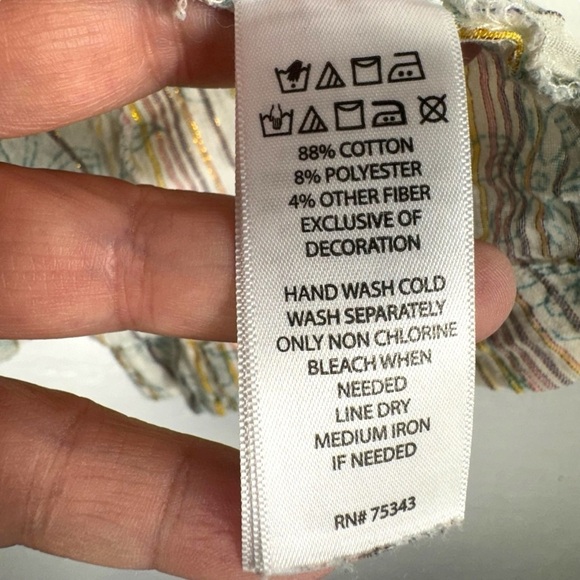 88% COTTON
8% POLYESTER
4% OTHER FIBER
EXCLUSIVE OF
DECORATION
HAND WASH COLD
WASH SEPARATELY
ONLY NON CHLORINE
BLEACH WHEN
NEEDED
LINE DRY
MEDIUM IRON
IF NEEDED
RN# 75343